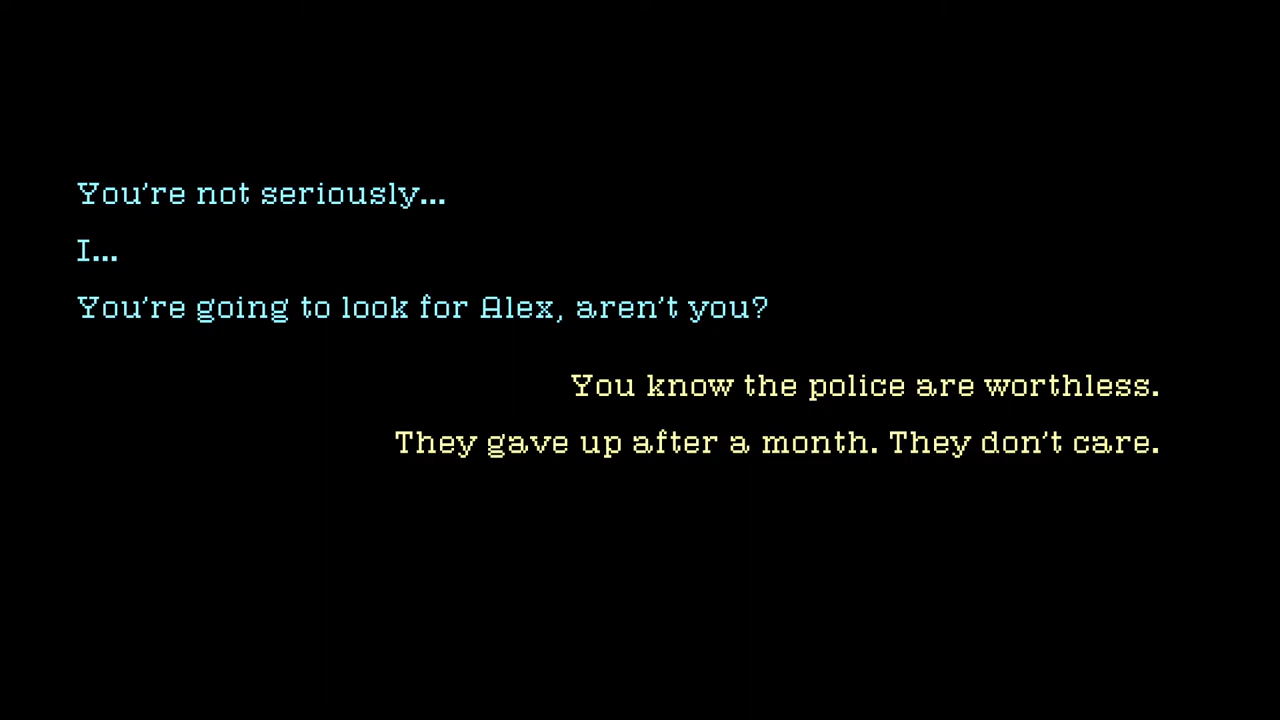 You're not seriously...
I...
You're going to look for Alex, aren't you?
You know the police are worthless.
They gave up after a month. They don't care.